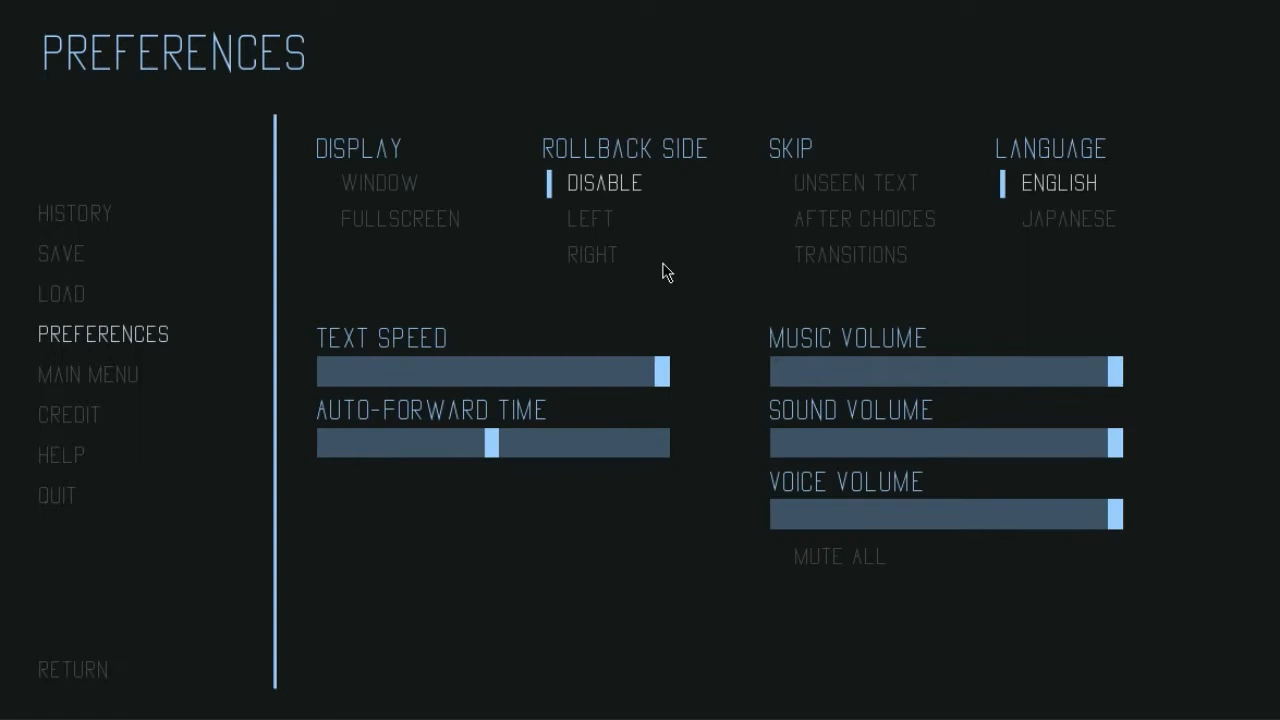 PREFERENCES
HISTORY
SAVE
LOAD
PREFERENCES
MAIN MENU
CREDIT
HELP
QUIT
RETURN
DISPLAY
WINDOW
FULLSCREEN
ROLLBACK SIDE
DISABLE
LEFT
RIGHT
SKIP
UNSEEN TEXT
AFTER CHOICES
TRANSITIONS
LANGUAGE
ENGLISH
JAPANESE
TEXT SPEED
AUTO-FORWARD TIME
MUSIC VOLUME
SOUND VOLUME
VOICE VOLUME
MUTE ALL